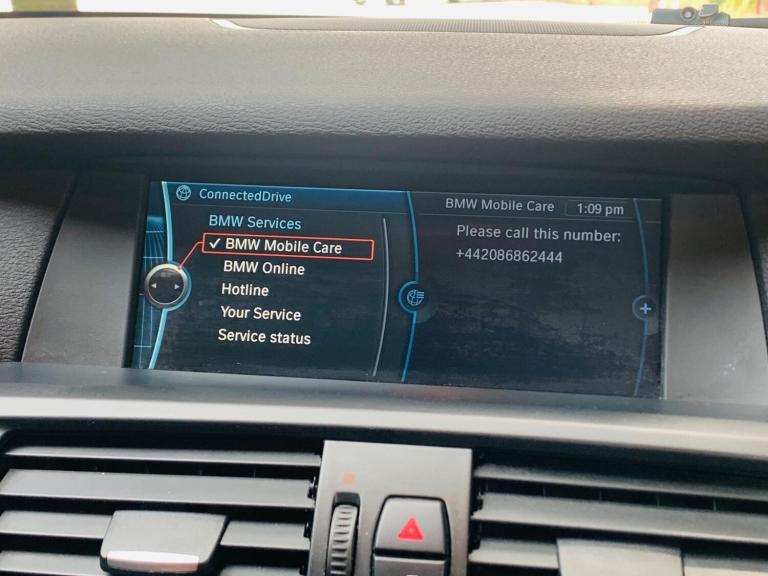 ConnectedDrive
BMW Services
✓ BMW Mobile Care
BMW Online
Hotline
Your Service
Service status
BMW Mobile Care
1:09 pm
Please call this number:
+442086862444